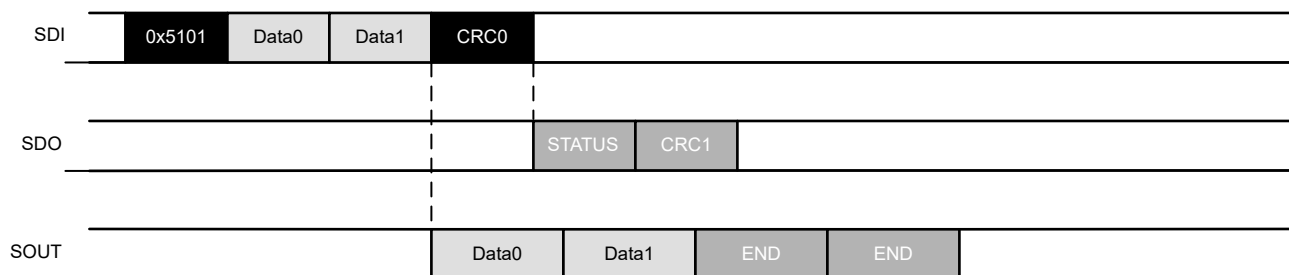 SDI 0x5101 Data0 Data1 CRC0
SDO STATUS CRC1
SOUT Data0 Data1 END END